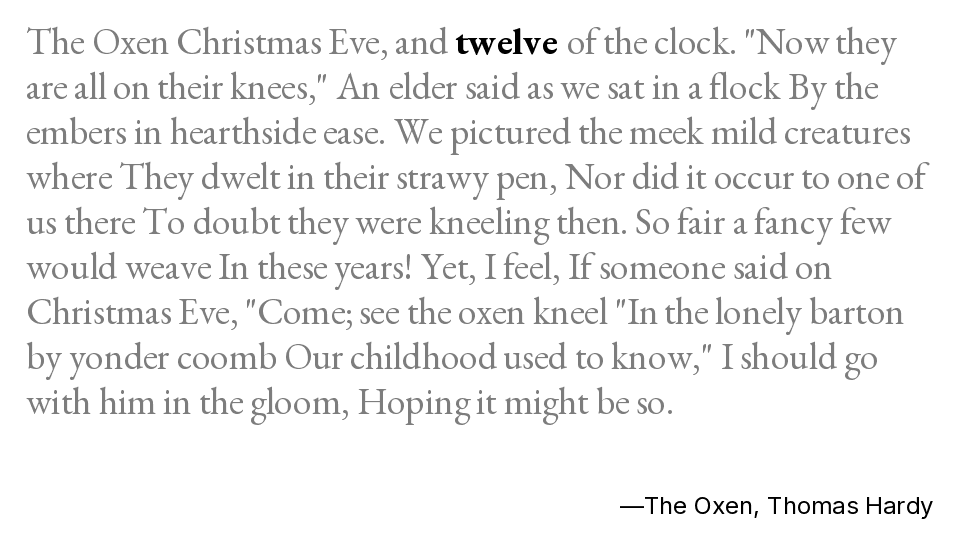 The Oxen Christmas Eve, and twelve of the clock. "Now they
are all on their knees," An elder said as we sat in a flock By the
embers in hearthside ease. We pictured the meek mild creatures
where They dwelt in their strawy pen, Nor did it occur to one of
us there To doubt they were kneeling then. So fair a fancy few
would weave In these years! Yet, I feel, If someone said on
Christmas Eve, "Come; see the oxen kneel "In the lonely barton
by yonder coomb Our childhood used to know," I should go
with him in the gloom, Hoping it might be so.
—The Oxen, Thomas Hardy